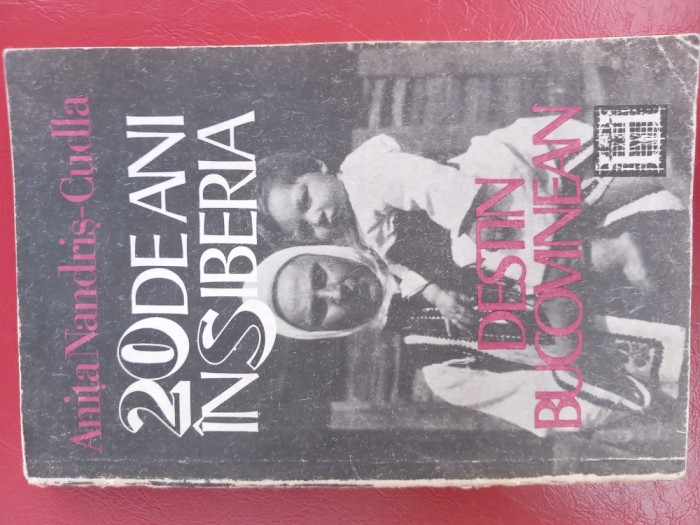 Anița Nandriș-Cudla
20 DE ANI
ÎN SIBERIA
DESTIN
BUCOVINEAN
H